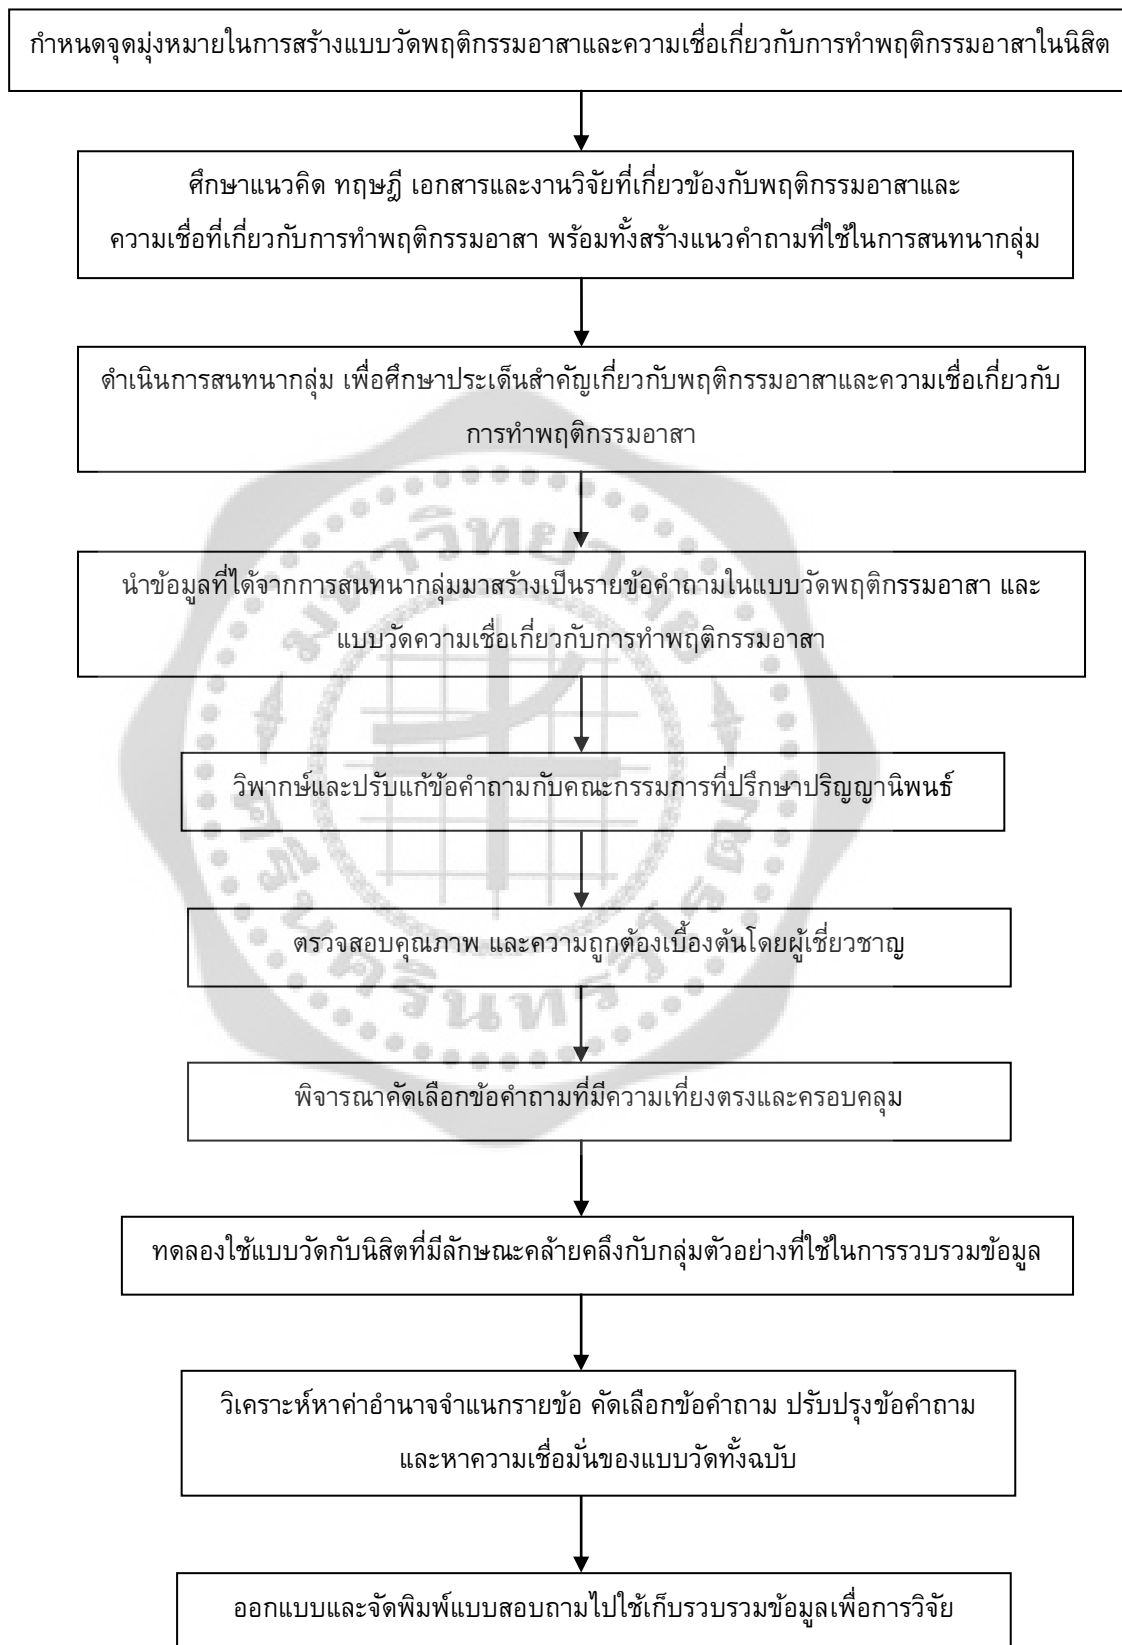 กำหนดจุดมุ่งหมายในการสร้างแบบวัดพฤติกรรมอาสาและความเชื่อเกี่ยวกับการทำพฤติกรรมอาสาในนิสิต
ศึกษาแนวคิด ทฤษฎี เอกสารและงานวิจัยที่เกี่ยวข้องกับพฤติกรรมอาสาและ
ความเชื่อที่เกี่ยวกับการทำพฤติกรรมอาสา พร้อมทั้งสร้างแนวคำถามที่ใช้ในการสนทนากลุ่ม
ดำเนินการสนทนากลุ่ม เพื่อศึกษาประเด็นสำคัญเกี่ยวกับพฤติกรรมอาสาและความเชื่อเกี่ยวกับ
การทำพฤติกรรมอาสา
นำข้อมูลที่ได้จากการสนทนากลุ่มมาสร้างเป็นรายข้อคำถามในแบบวัดพฤติกรรมอาสา และ
แบบวัดความเชื่อเกี่ยวกับการทำพฤติกรรมอาสา
วิพากษ์และปรับแก้ข้อคำถามกับคณะกรรมการที่ปรึกษาปริญญานิพนธ์
ตรวจสอบคุณภาพ และความถูกต้องเบื้องต้นโดยผู้เชี่ยวชาญ
พิจารณาคัดเลือกข้อคำถามที่มีความเที่ยงตรงและครอบคลุม
ทดลองใช้แบบวัดกับนิสิตที่มีลักษณะคล้ายคลึงกับกลุ่มตัวอย่างที่ใช้ในการรวบรวมข้อมูล
วิเคราะห์หาค่าอำนาจจำแนกรายข้อ คัดเลือกข้อคำถาม ปรับปรุงข้อคำถาม
และหาความเชื่อมั่นของแบบวัดทั้งฉบับ
ออกแบบและจัดพิมพ์แบบสอบถามไปใช้เก็บรวบรวมข้อมูลเพื่อการวิจัย
มหาวิทยาลัย
ศรีนครินทรวิโรฒ